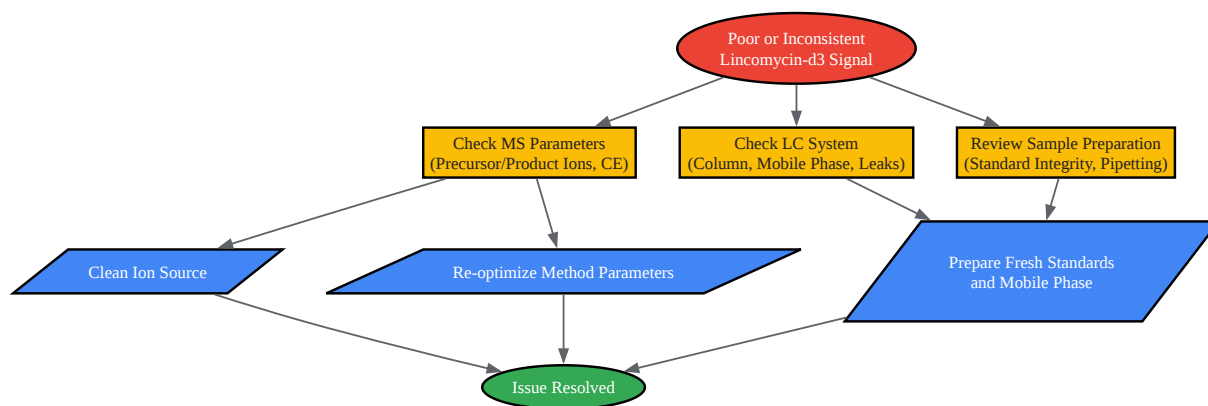 Poor or Inconsistent
Lincomycin-d3 Signal
Check MS Parameters
(Precursor/Product Ions, CE)
Check LC System
(Column, Mobile Phase, Leaks)
Review Sample Preparation
(Standard Integrity, Pipetting)
Clean Ion Source
Re-optimize Method Parameters
Prepare Fresh Standards
and Mobile Phase
Issue Resolved